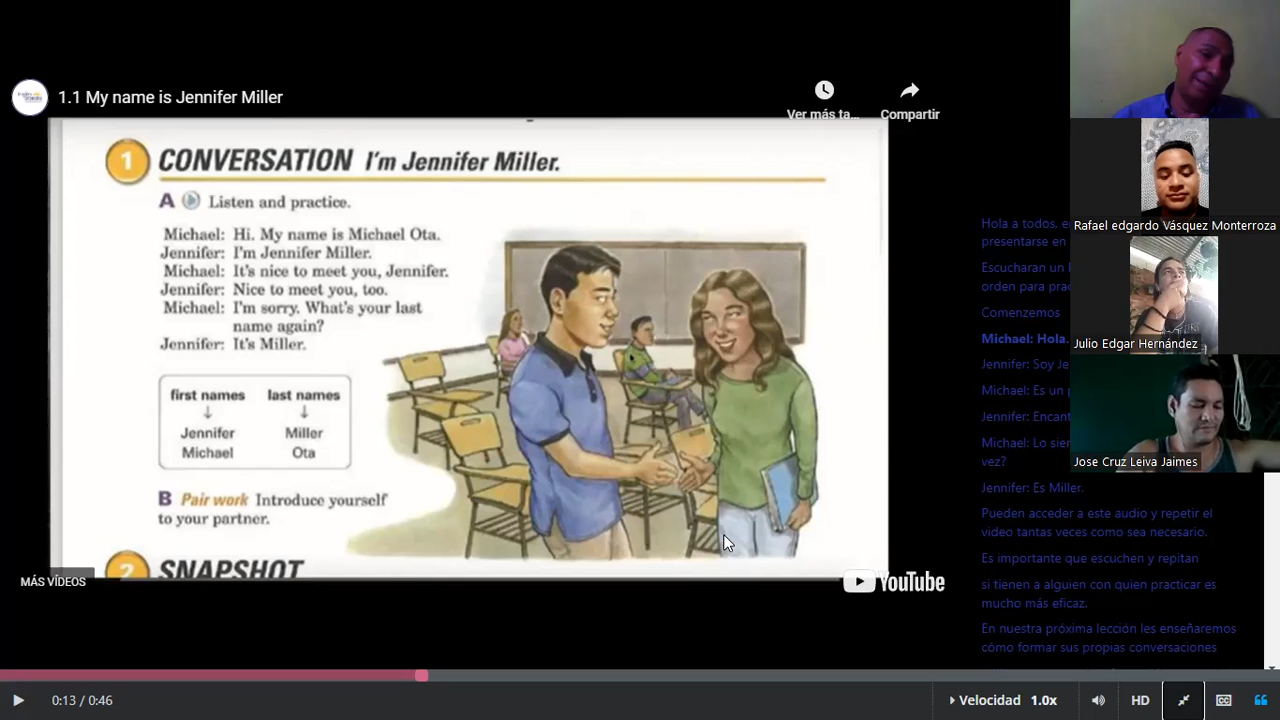 1.1 My name is Jennifer Miller
Ver más ta...
Compartir
1 CONVERSATION I'm Jennifer Miller.
A Listen and practice.
Michael: Hi. My name is Michael Ota.
Jennifer: I'm Jennifer Miller.
Michael: It's nice to meet you, Jennifer.
Jennifer: Nice to meet you, too.
Michael: I'm sorry. What's your last
name again?
Jennifer: It's Miller.
first names last names
↓ ↓
Jennifer Miller
Michael Ota
B Pair work Introduce yourself
to your partner.
2 SNAPSHOT
MÁS VÍDEOS
YouTube
Hola a todos, e
presentarse en
Escucharan un
orden para prac
Comenzemos
Michael: Hola.
Jennifer: Soy Je
Michael: Es un
Jennifer: Encant
Michael: Lo sien
vez?
Jennifer: Es Miller.
Pueden acceder a este audio y repetir el
video tantas veces como sea necesario.
Es importante que escuchen y repitan
si tienen a alguien con quien practicar es
mucho más eficaz.
En nuestra próxima lección les enseñaremos
cómo formar sus propias conversaciones
Rafael edgardo Vásquez Monterroza
Julio Edgar Hernández
Jose Cruz Leiva Jaimes
0:13 / 0:46
Velocidad 1.0x
HD
CC